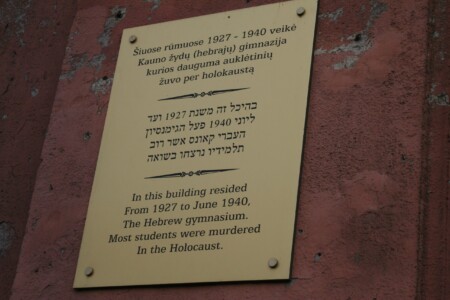 Šiuose rūmuose 1927 - 1940 veikė
Kauno žydų (hebrajų) gimnazija
kurios dauguma auklėtinių
žuvo per holokaustą
בהיכל זה משנת 1927 ועד
ליוני 1940 פעל הגימנסיון
העברי קאונס אשר רוב
תלמידיו נרצחו בשואה
In this building resided
From 1927 to June 1940,
The Hebrew gymnasium.
Most students were murdered
In the Holocaust.